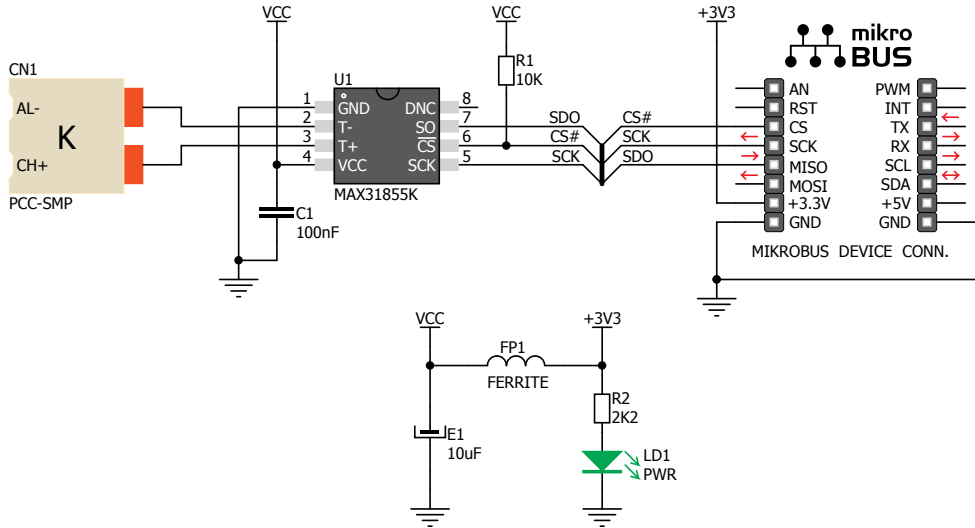 VCC
VCC
+3V3
mikro
BUS
CN1
AL-
K
CH+
PCC-SMP
U1
1 GND DNC 8
2 T- SO 7
3 T+ CS 6
4 VCC SCK 5
MAX31855K
C1
100nF
R1
10K
SDO CS#
CS# SCK
SCK SDO
AN PWM
RST INT
CS TX
SCK RX
MISO SCL
MOSI SDA
+3.3V +5V
GND GND
MIKROBUS DEVICE CONN.
VCC
+3V3
FP1
FERRITE
R2
2K2
E1
10uF
LD1
PWR